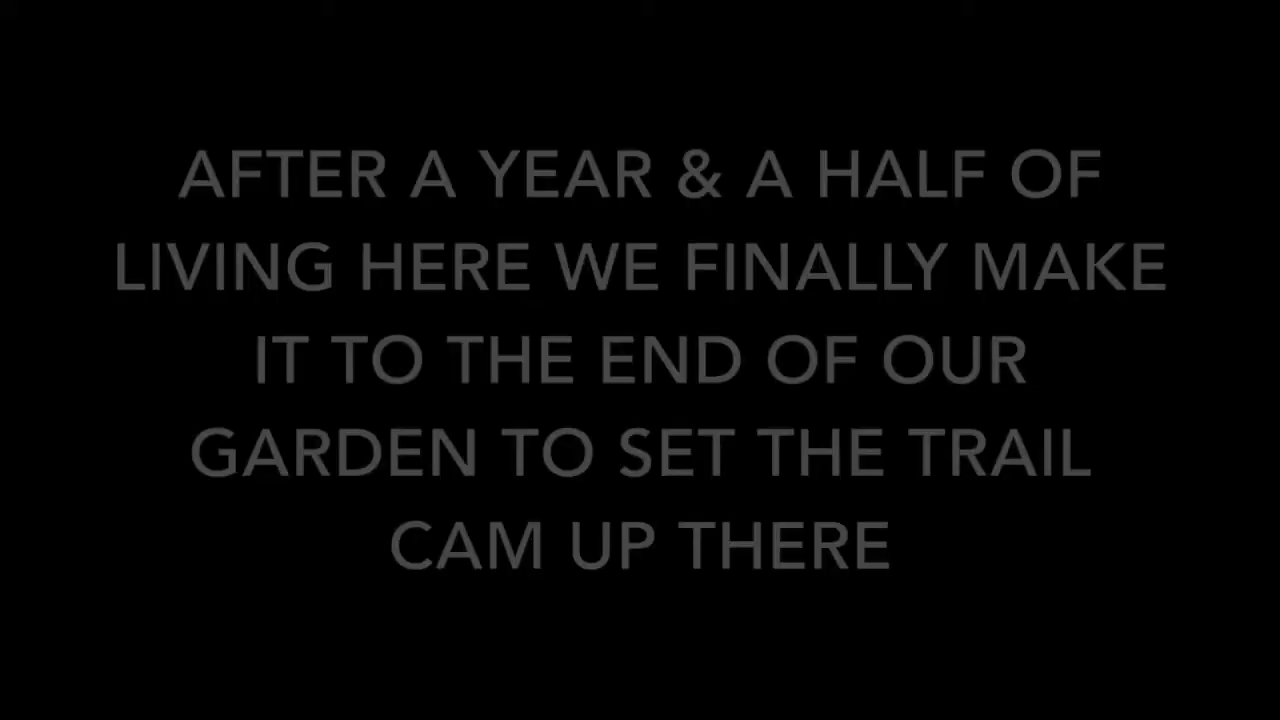 AFTER A YEAR & A HALF OF
LIVING HERE WE FINALLY MAKE
IT TO THE END OF OUR
GARDEN TO SET THE TRAIL
CAM UP THERE